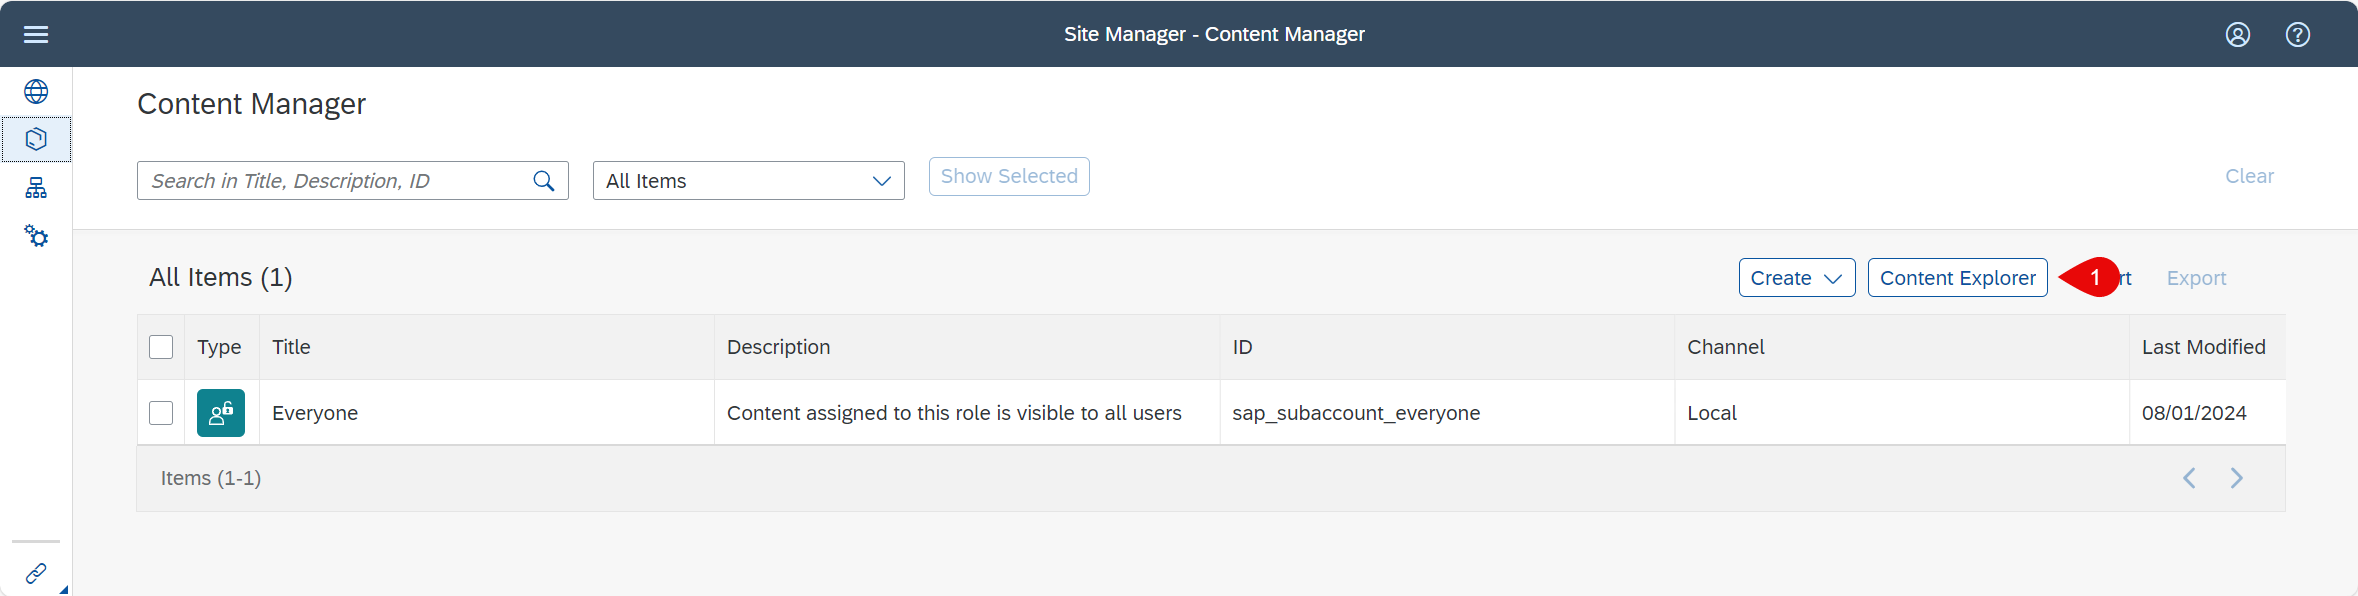 Site Manager - Content Manager
Content Manager
Search in Title, Description, ID
All Items
Show Selected
Clear
All Items (1)
Create
Content Explorer
1
Export
Type
Title
Description
ID
Channel
Last Modified
Everyone
Content assigned to this role is visible to all users
sap_subaccount_everyone
Local
08/01/2024
Items (1-1)